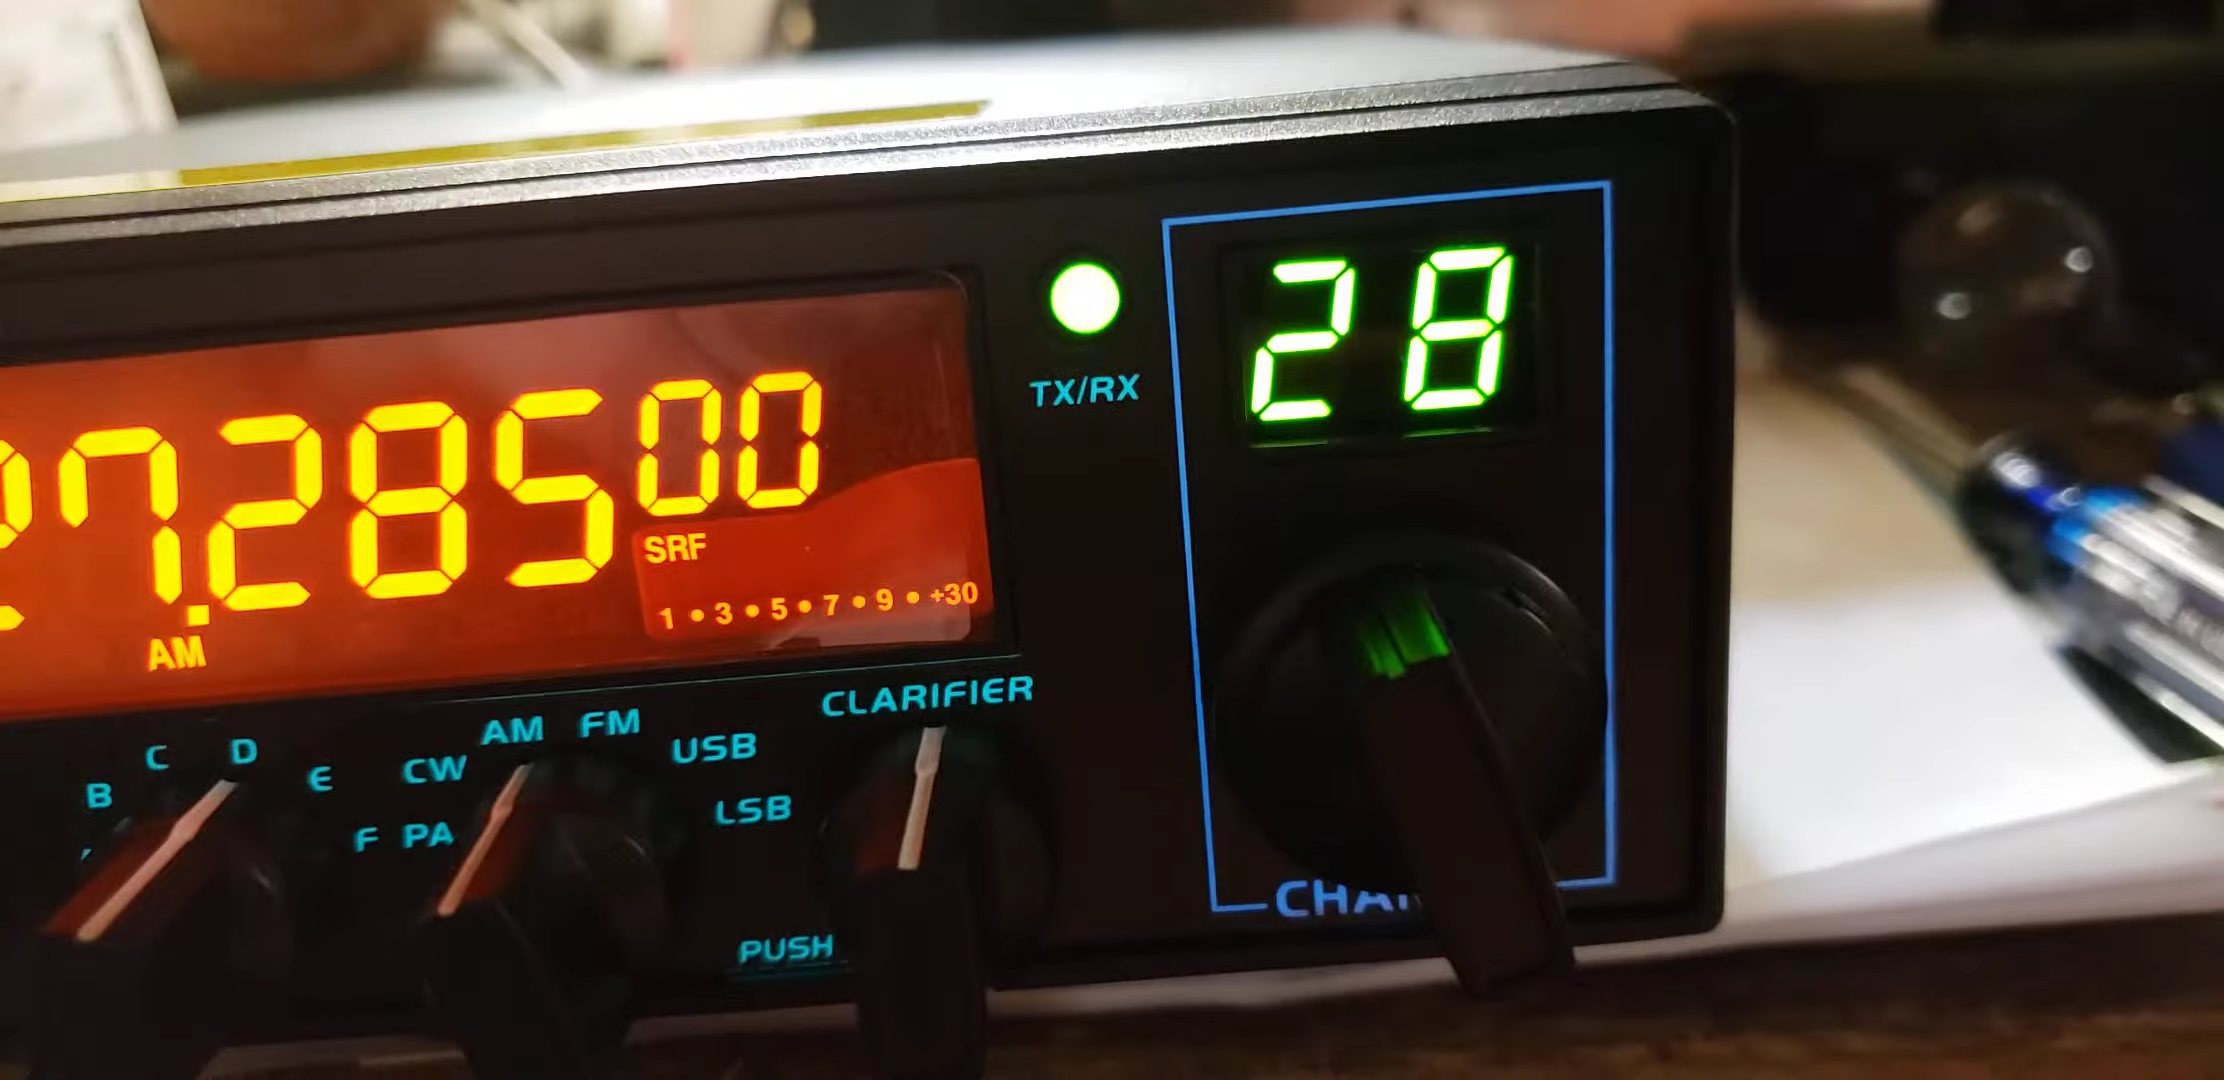 28
TX/RX
27.28500
SRF
1 • 3 • 5 • 7 • 9 • +30
AM
CLARIFIER
B C D E F
PA CW AM FM USB LSB
PUSH